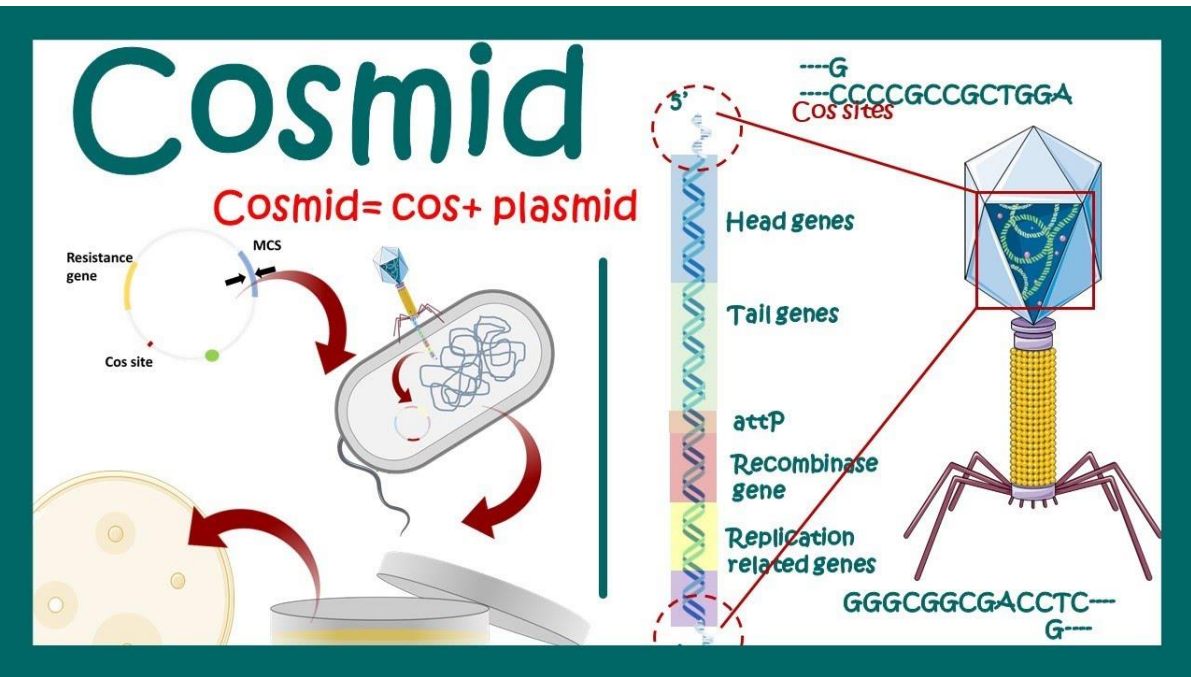 Cosmid
Cosmid= cos+ plasmid
Resistance
gene
MCS
Cos site
5'
----G
----CCCCGCCGCTGGA
Cos sites
Head genes
Tail genes
attP
Recombinase
gene
Replication
related genes
GGGCGGCGACCTC----
G----